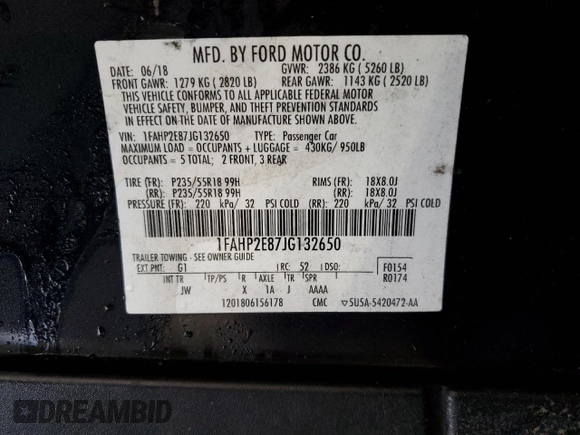 MFD. BY FORD MOTOR CO.
DATE: 06/18 GVWR: 2386 KG ( 5260 LB)
FRONT GAWR: 1279 KG ( 2820 LB) REAR GAWR: 1143 KG ( 2520 LB)
THIS VEHICLE CONFORMS TO ALL APPLICABLE FEDERAL MOTOR
VEHICLE SAFETY, BUMPER, AND THEFT PREVENTION STANDARDS
IN EFFECT ON THE DATE OF MANUFACTURE SHOWN ABOVE.
VIN: 1FAHP2E87JG132650 TYPE: Passenger Car
MAXIMUM LOAD = OCCUPANTS + LUGGAGE = 430KG/ 950LB
OCCUPANTS = 5 TOTAL; 2 FRONT, 3 REAR
TIRE (FR): P235/55R18 99H RIMS (FR): 18X8.0J
(RR): P235/55R18 99H (RR): 18X8.0J
PRESSURE (FR): 220 kPa/ 32 PSI COLD (RR): 220 kPa/ 32 PSI COLD
1FAHP2E87JG132650
TRAILER TOWING - SEE OWNER GUIDE
EXT PNT: G1 RC: 52 DSO: F0154
INT TR TP/PS R AXLE TR SPR R0174
JW X 1A J AAAA
1201806156178 CMC ▽5U5A-5420472-AA
DREAMBID